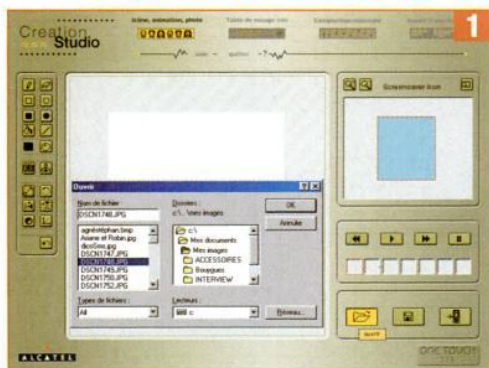 Creation
Studio
Icône, animation, photo
1
Screensaver icon
Ouvrir
Nom de fichier :
DSCN1748.JPG
Dossiers :
c:\...\mes images
OK
Annuler
agnèstiphan.bmp
Ariane et Robin.jpg
dicoSms.jpg
DSCN1747.JPG
DSCN1748.JPG
DSCN1749.JPG
DSCN1750.JPG
DSCN1752.JPG
c:\
Mes documents
mes images
ACCESSOIRES
Bouygues
INTERVIEW
Types de fichiers :
All
Lecteurs :
c:
Réseau...
ouvrir
ALCATEL
ONE TOUCH